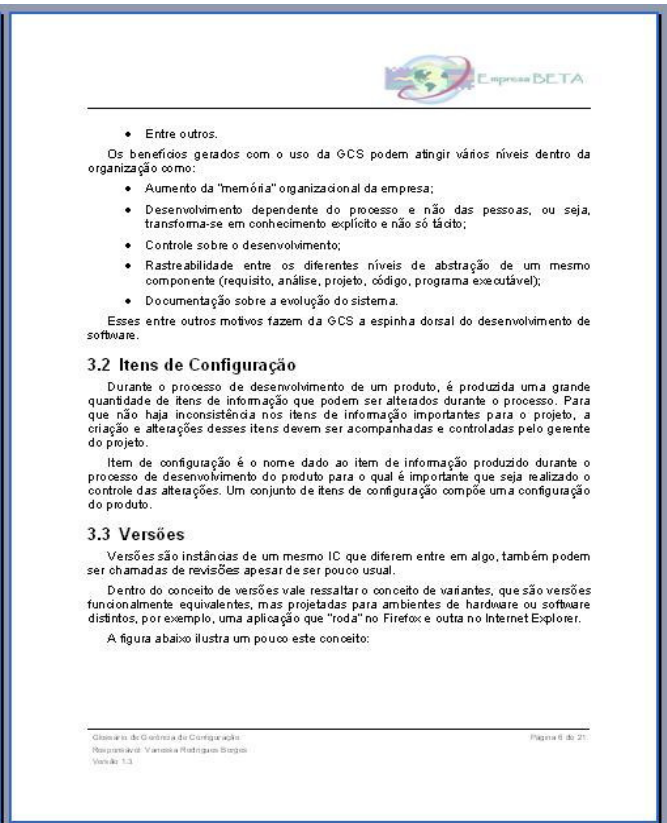 Empresa BETA
• Entre outros.
Os benefícios gerados com o uso da GCS podem atingir vários níveis dentro da
organização como:
• Aumento da "memória" organizacional da empresa;
• Desenvolvimento dependente do processo e não das pessoas, ou seja,
transforma-se em conhecimento explícito e não só tácito;
• Controle sobre o desenvolvimento;
• Rastreabilidade entre os diferentes níveis de abstração de um mesmo
componente (requisito, análise, projeto, código, programa executável);
• Documentação sobre a evolução do sistema.
Esses entre outros motivos fazem da GCS a espinha dorsal do desenvolvimento de
software.
3.2 Itens de Configuração
Durante o processo de desenvolvimento de um produto, é produzida uma grande
quantidade de itens de informação que podem ser alterados durante o processo. Para
que não haja inconsistência nos itens de informação importantes para o projeto, a
criação e alterações desses itens devem ser acompanhadas e controladas pelo gerente
do projeto.
Item de configuração é o nome dado ao item de informação produzido durante o
processo de desenvolvimento do produto para o qual é importante que seja realizado o
controle das alterações. Um conjunto de itens de configuração compõe uma configuração
do produto.
3.3 Versões
Versões são instâncias de um mesmo IC que diferem entre em algo, também podem
ser chamadas de revisões apesar de ser pouco usual.
Dentro do conceito de versões vale ressaltar o conceito de variantes, que são versões
funcionalmente equivalentes, mas projetadas para ambientes de hardware ou software
distintos, por exemplo, uma aplicação que "roda" no Firefox e outra no Internet Explorer.
A figura abaixo ilustra um pouco este conceito:
Glossário de Gerência de Configuração
Página 6 de 21
Responsável: Vanessa Rodrigues Borges
Versão 1.3